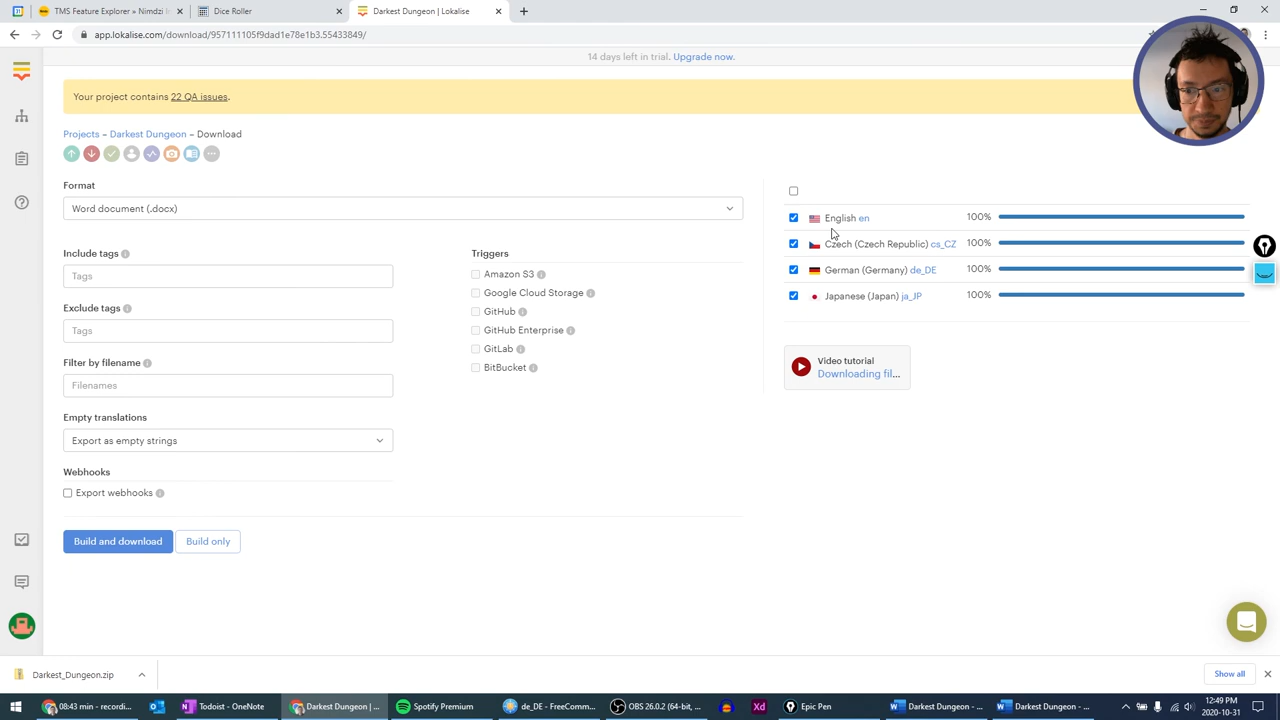 TMS Feature Explorer » Nimdzi I
Dice Roller
Darkest Dungeon | Lokalise
app.lokalise.com/download/957111105f9dad1e78e1b3.55433849/
14 days left in trial. Upgrade now.
Your project contains 22 QA issues.
Projects – Darkest Dungeon – Download
Format
Word document (.docx)
Include tags
Tags
Exclude tags
Tags
Filter by filename
Filenames
Empty translations
Export as empty strings
Webhooks
Export webhooks
Build and download
Build only
Triggers
Amazon S3
Google Cloud Storage
GitHub
GitHub Enterprise
GitLab
BitBucket
English en 100%
Czech (Czech Republic) cs_CZ 100%
German (Germany) de_DE 100%
Japanese (Japan) ja_JP 100%
Video tutorial
Downloading fil...
Darkest_Dungeon.zip
Show all
08:43 min - recordi...
Todoist - OneNote
Darkest Dungeon | ...
Spotify Premium
de_DE - FreeComm...
OBS 26.0.2 (64-bit, ...
Xd
Epic Pen
Darkest Dungeon - ...
Darkest Dungeon - ...
12:49 PM
2020-10-31